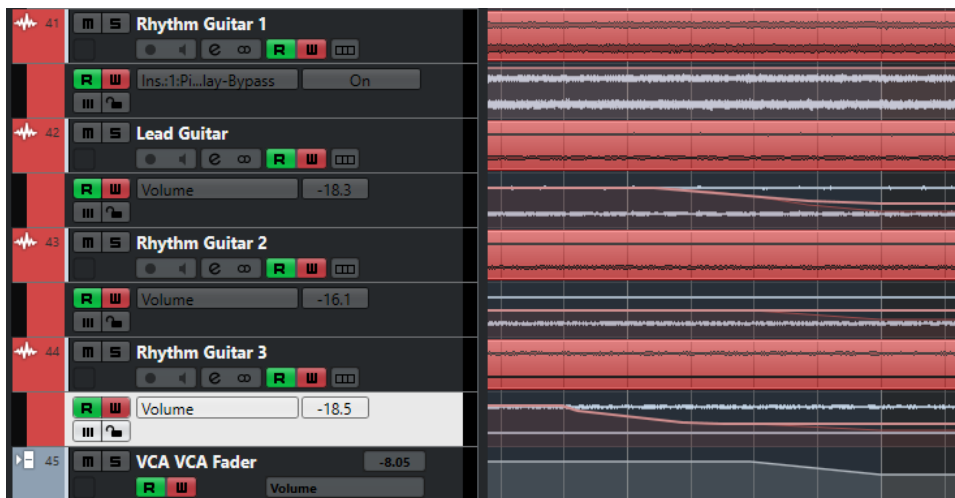 41 m S Rhythm Guitar 1
e R W
R W Ins.:1:Pi...lay-Bypass On
42 m S Lead Guitar
e R W
R W Volume -18.3
43 m S Rhythm Guitar 2
e R W
R W Volume -16.1
44 m S Rhythm Guitar 3
e R W
R W Volume -18.5
45 m S VCA VCA Fader -8.05
R W Volume